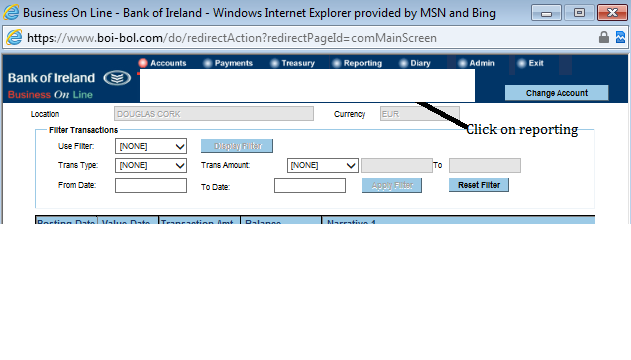 Business On Line - Bank of Ireland - Windows Internet Explorer provided by MSN and Bing
https://www.boi-bol.com/do/redirectAction?redirectPageId=comMainScreen
Accounts Payments Treasury Reporting Diary Admin Exit
Bank of Ireland
Business On Line
Change Account
Location DOUGLAS CORK Currency EUR
Click on reporting
Filter Transactions
Use Filter: [NONE] Display Filter
Trans Type: [NONE] Trans Amount: [NONE] To
From Date: To Date: Apply Filter Reset Filter
Posting Date Value Date Transaction Amt Balance Narrative 1